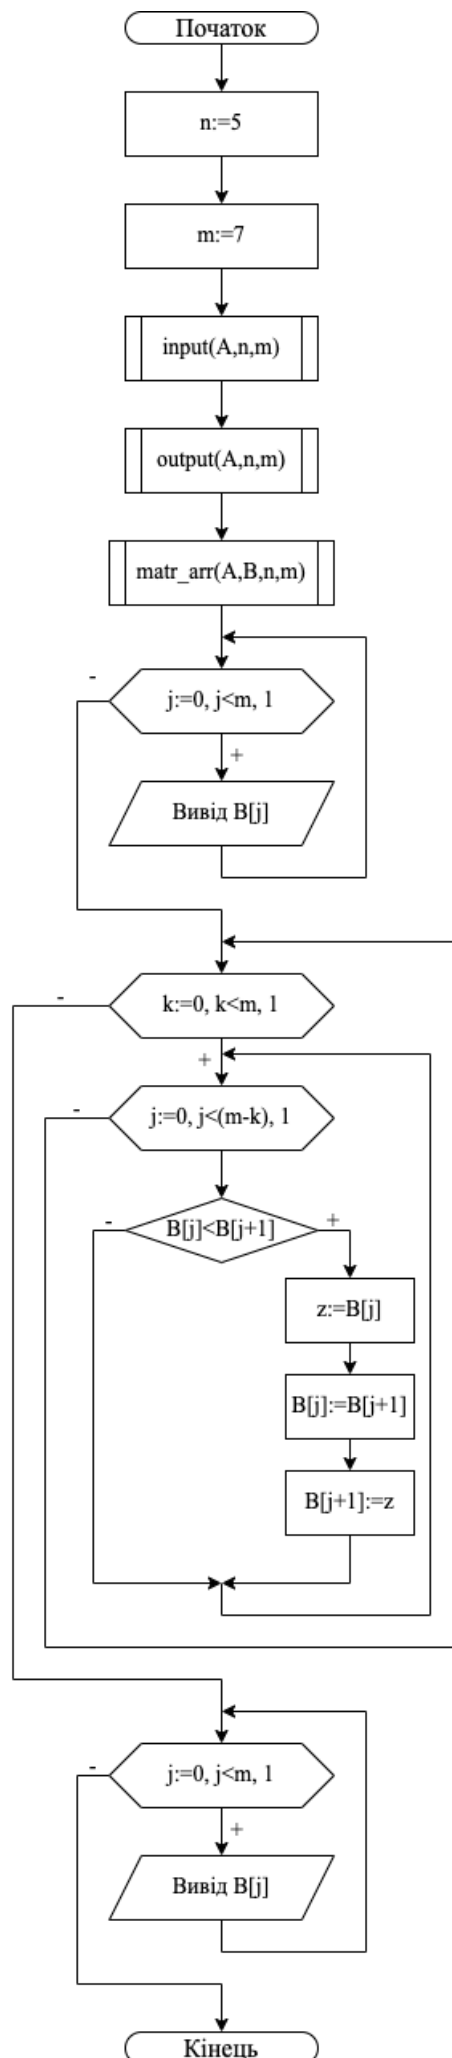 Початок
n:=5
m:=7
input(A,n,m)
output(A,n,m)
matr_arr(A,B,n,m)
-
j:=0, j<m, 1
+
Вивід B[j]
-
k:=0, k<m, 1
+
-
j:=0, j<(m-k), 1
-
B[j]<B[j+1]
+
z:=B[j]
B[j]:=B[j+1]
B[j+1]:=z
-
j:=0, j<m, 1
+
Вивід B[j]
Кінець